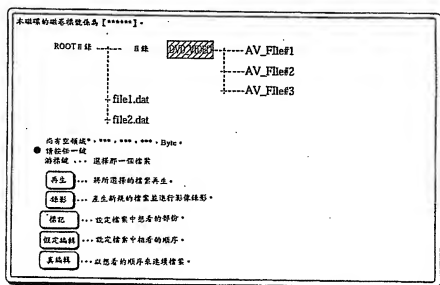 本磁碟的磁卷標號係為 [******]。
ROOT目錄 目錄 DVD_VIDEO AV_FIle#1
AV_FIle#2
AV_FIle#3
file1.dat
file2.dat
尚有空領域*,***,***,***,Byte。
● 請按任一鍵
游標鍵 ... 選擇那一個檔案
再生 ... 將所選擇的檔案再生。
錄影 ... 產生新規的檔案並進行影像錄影。
標記 ... 設定檔案中想看的部份。
假定編輯 ... 設定檔案中想看的順序。
真編輯 ... 以想看的順序來連續檔案。